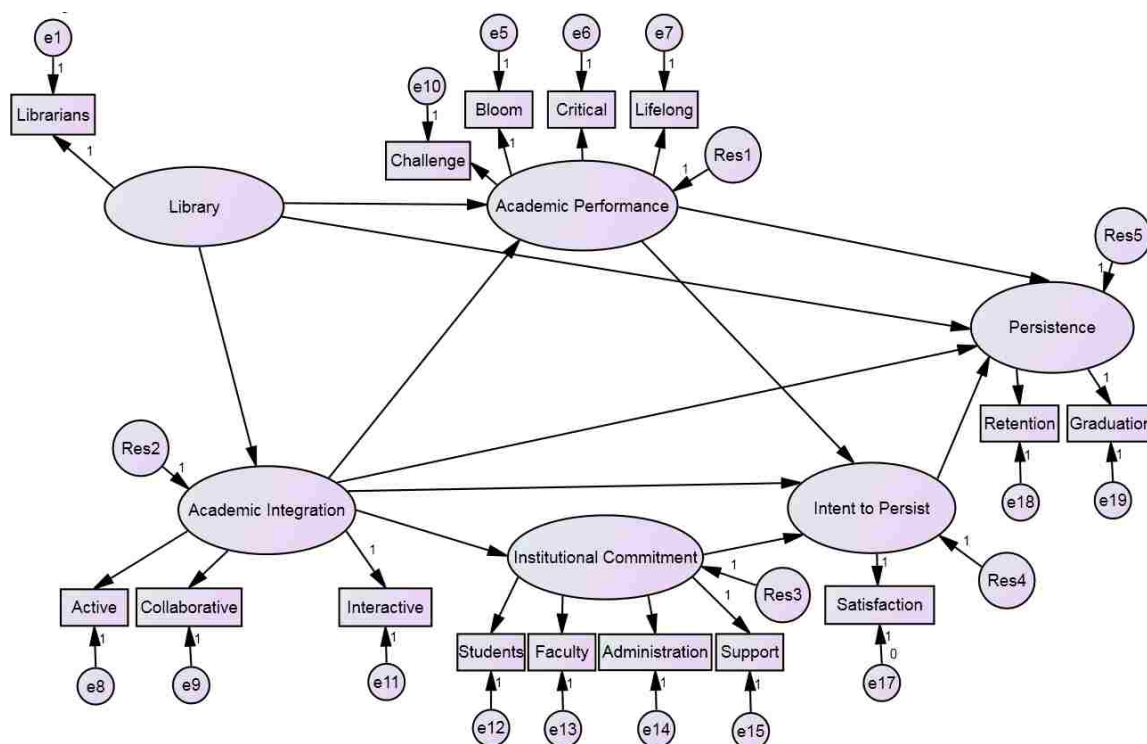 e1
1
Librarians
1
Library
e5
1
e6
1
e7
1
e10
1
Bloom
Critical
Lifelong
1
Challenge
Academic Performance
1
Res1
Res5
1
Persistence
Retention
1
Graduation
1
e18
1
e19
Res2
1
Academic Integration
1
Active
Collaborative
Interactive
1
e8
1
e9
1
e11
Institutional Commitment
1
Res3
1
Students
Faculty
Administration
Support
1
e12
1
e13
1
e14
1
e15
Intent to Persist
1
Res4
1
Satisfaction
1
0
e17